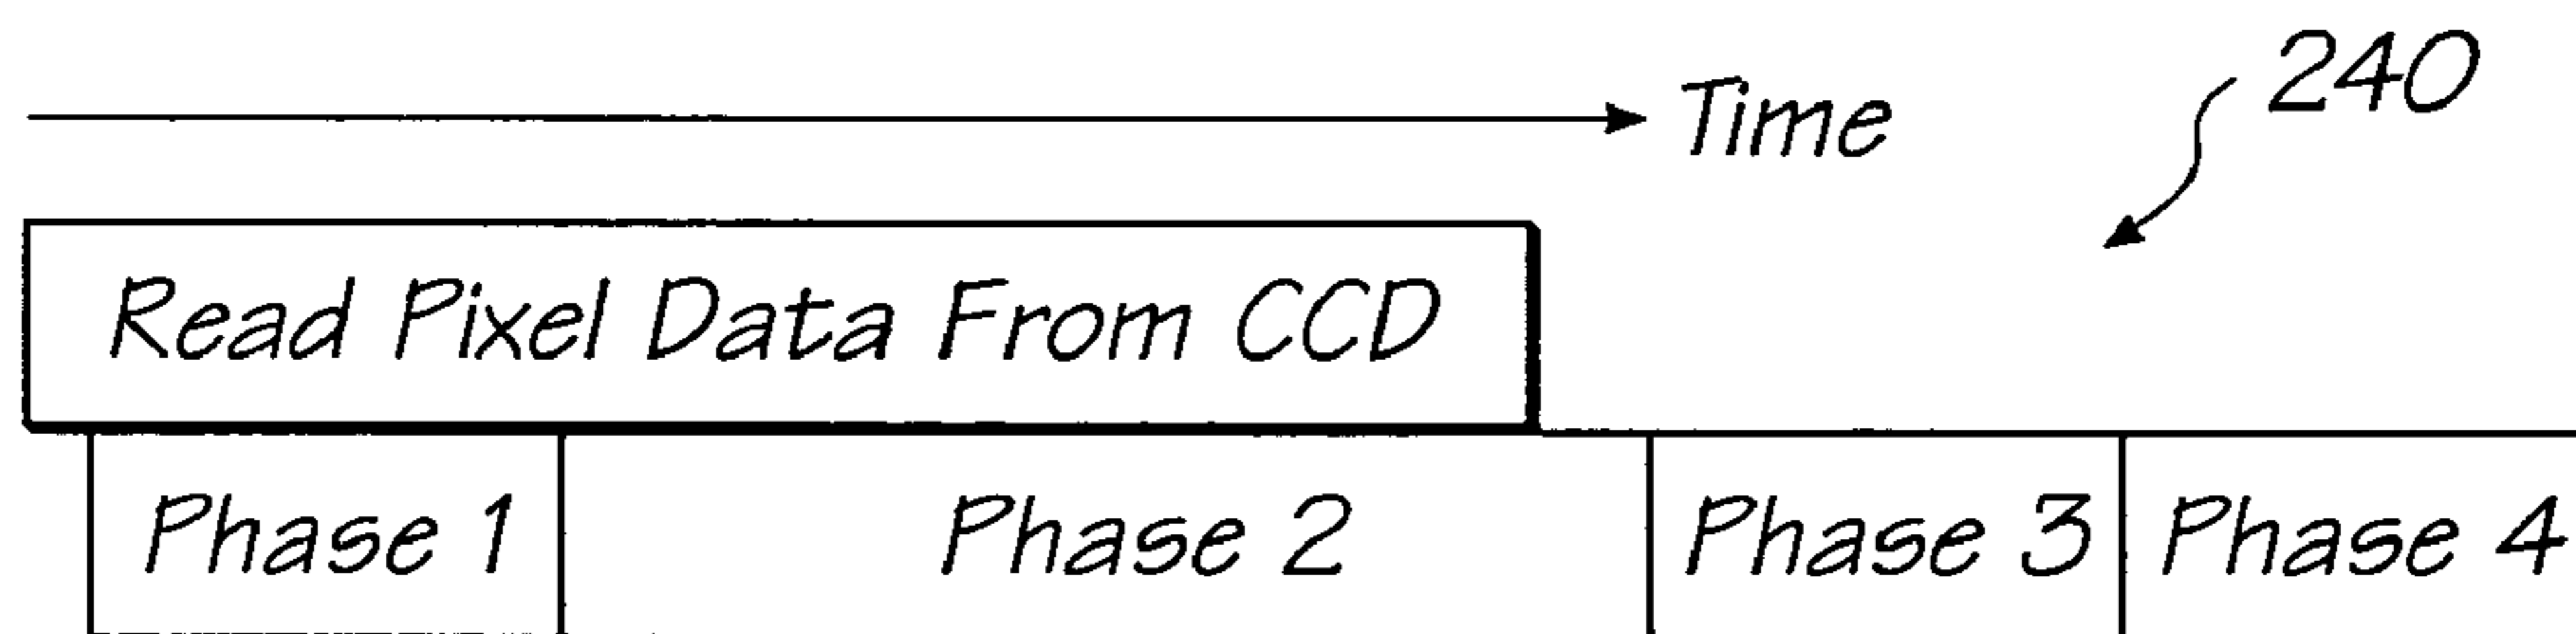 Time
240
Read Pixel Data From CCD
Phase 1
Phase 2
Phase 3
Phase 4